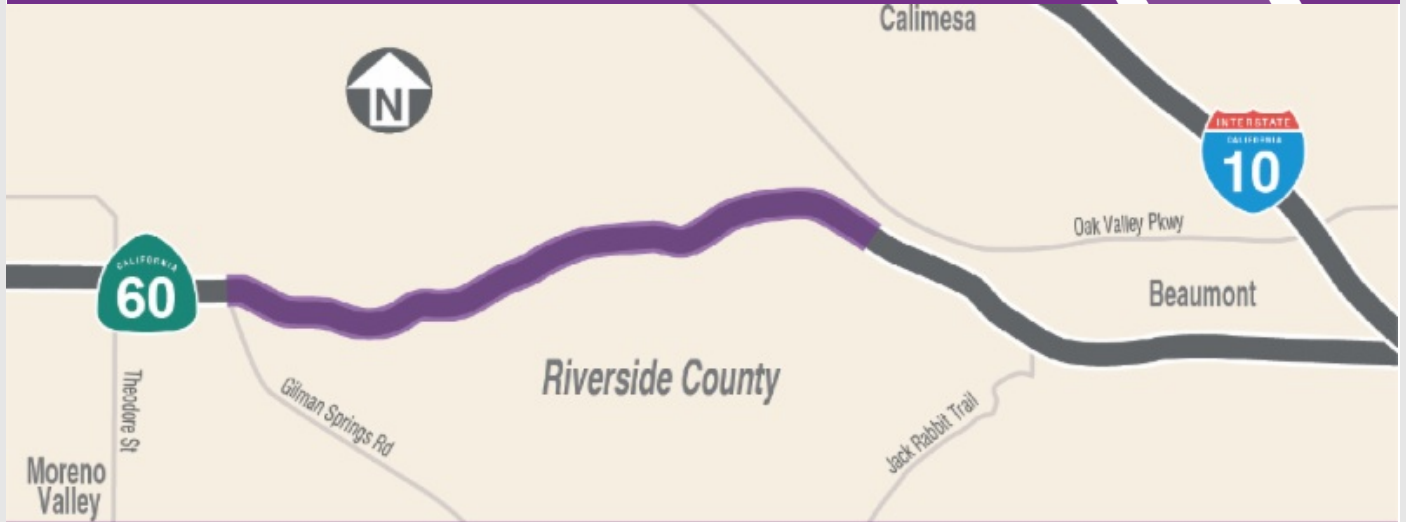 Calimesa
N
INTERSTATE
CALIFORNIA
10
Oak Valley Pkwy
CALIFORNIA
60
Beaumont
Riverside County
Theodore St
Gilman Springs Rd
Jack Rabbit Trail
Moreno
Valley